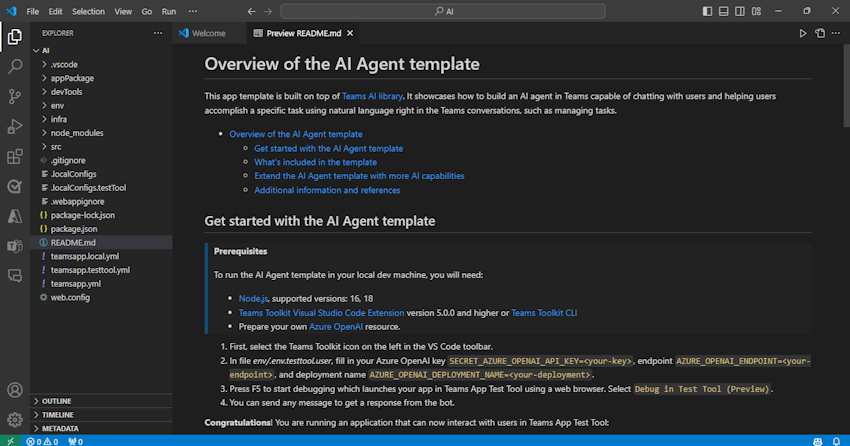 File Edit Selection View Go Run ··· AI
EXPLORER ···
Welcome
Preview README.md
AI
.vscode
appPackage
devTools
env
infra
node_modules
src
.gitignore
.localConfigs
.localConfigs.testTool
.webappignore
package-lock.json
package.json
README.md
teamsapp.local.yml
teamsapp.testtool.yml
teamsapp.yml
web.config
OUTLINE
TIMELINE
METADATA
Overview of the AI Agent template
This app template is built on top of Teams AI library. It showcases how to build an AI agent in Teams capable of chatting with users and helping users
accomplish a specific task using natural language right in the Teams conversations, such as managing tasks.
• Overview of the AI Agent template
○ Get started with the AI Agent template
○ What's included in the template
○ Extend the AI Agent template with more AI capabilities
○ Additional information and references
Get started with the AI Agent template
Prerequisites
To run the AI Agent template in your local dev machine, you will need:
• Node.js, supported versions: 16, 18
• Teams Toolkit Visual Studio Code Extension version 5.0.0 and higher or Teams Toolkit CLI
• Prepare your own Azure OpenAI resource.
1. First, select the Teams Toolkit icon on the left in the VS Code toolbar.
2. In file env/.env.testtool.user, fill in your Azure OpenAI key SECRET_AZURE_OPENAI_API_KEY=<your-key>, endpoint AZURE_OPENAI_ENDPOINT=<your-
endpoint>, and deployment name AZURE_OPENAI_DEPLOYMENT_NAME=<your-deployment>.
3. Press F5 to start debugging which launches your app in Teams App Test Tool using a web browser. Select Debug in Test Tool (Preview).
4. You can send any message to get a response from the bot.
Congratulations! You are running an application that can now interact with users in Teams App Test Tool:
0 0 0